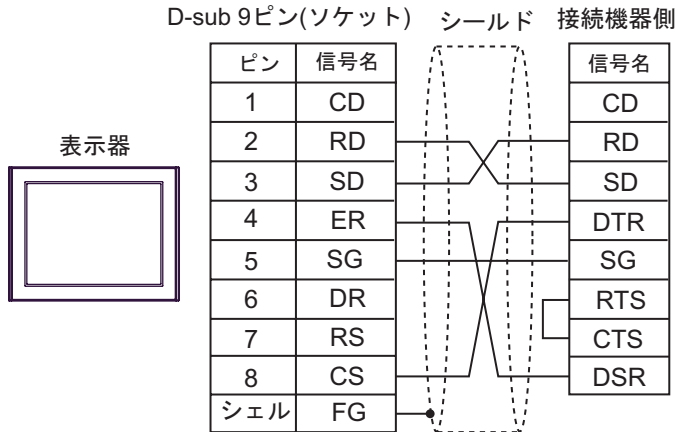 D-sub 9ピン(ソケット) シールド 接続機器側
ピン 信号名 信号名
1 CD CD
2 RD RD
表示器
3 SD SD
4 ER DTR
5 SG SG
6 DR RTS
7 RS CTS
8 CS DSR
シェル FG